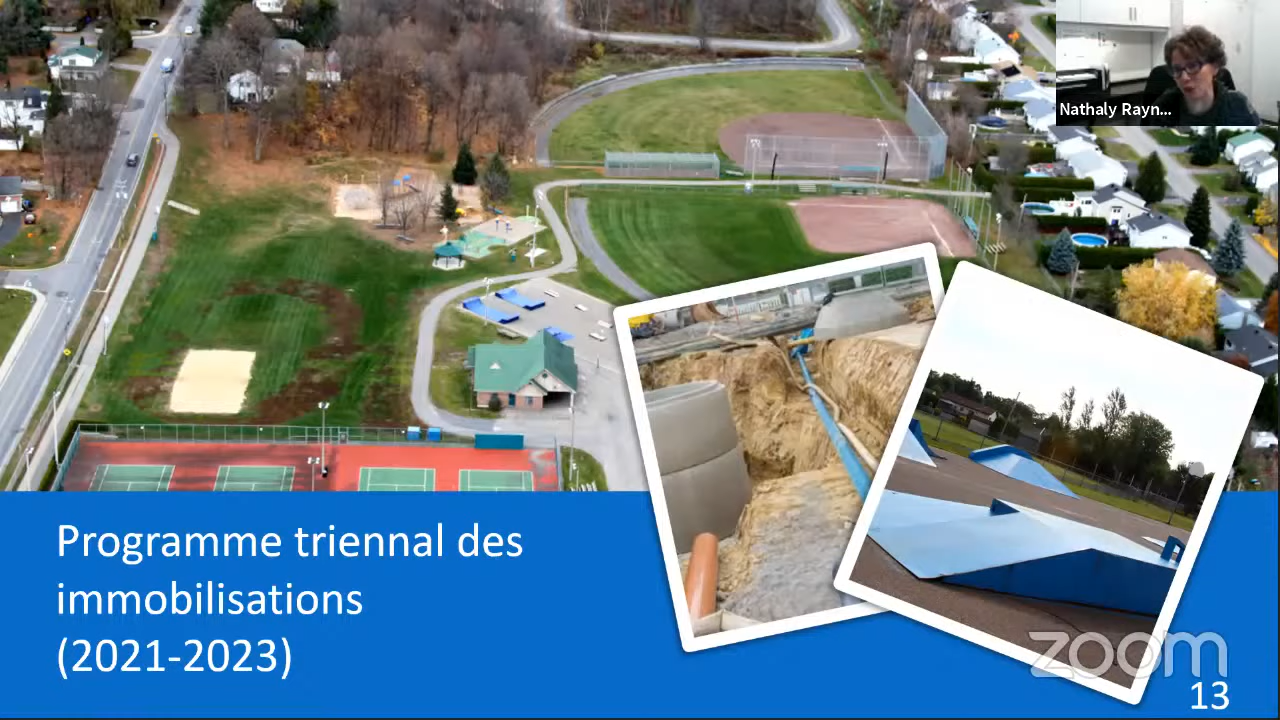 Nathaly Rayn...
Programme triennal des
immobilisations
(2021-2023)
zoom
13